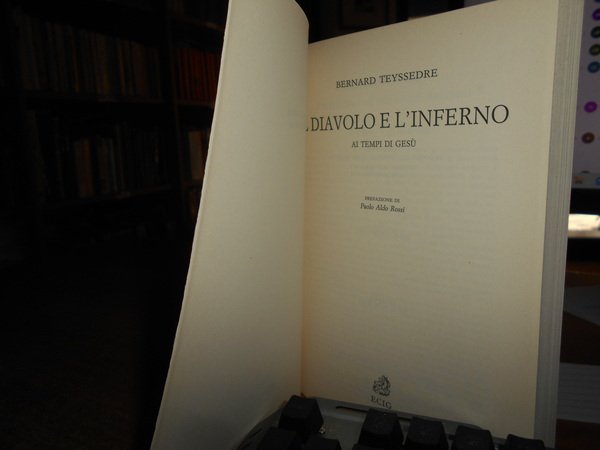 BERNARD TEYSSEDRE
L DIAVOLO E L'INFERNO
AI TEMPI DI GESÙ
PREFAZIONE DI
Paolo Aldo Rossi
ECIG